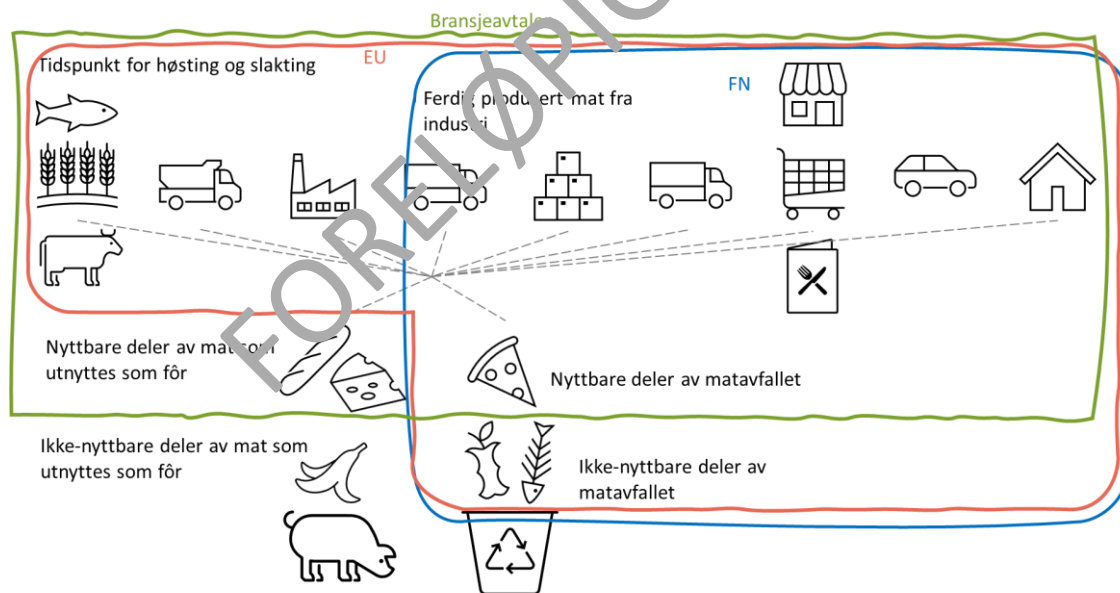 Bransjeavtalen
EU
Tidspunkt for høsting og slakting
FN
Ferdig produsert mat fra
industri
FORELØPIG
Nyttbare deler av mat som
utnyttes som fôr
Nyttbare deler av matavfallet
Ikke-nyttbare deler av mat som
utnyttes som fôr
Ikke-nyttbare deler av
matavfallet